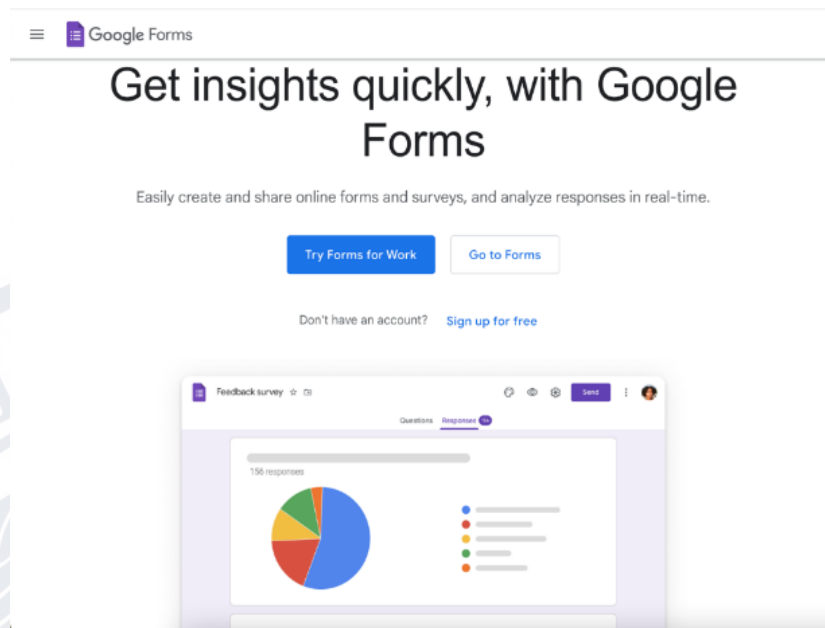 Google Forms
Get insights quickly, with Google
Forms
Easily create and share online forms and surveys, and analyze responses in real-time.
Try Forms for Work
Go to Forms
Don't have an account?
Sign up for free
Feedback survey
Send
Questions
Responses
156 responses